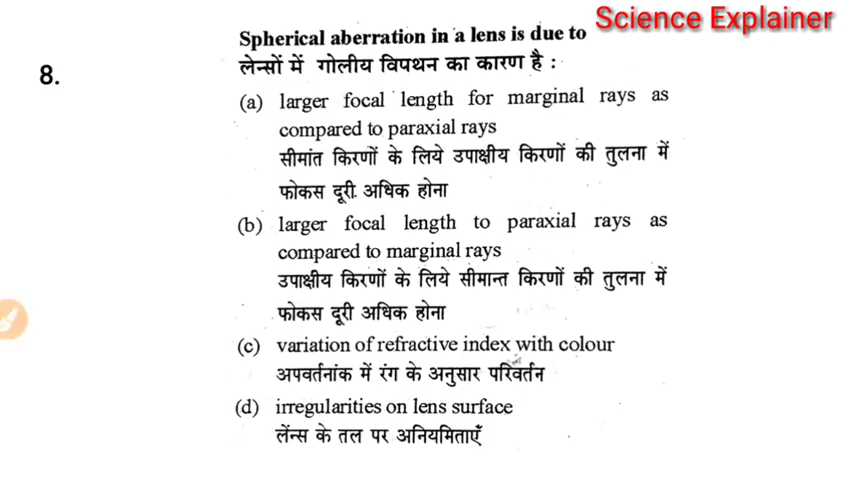 Science Explainer
8.
Spherical aberration in a lens is due to
लेन्सों में गोलीय विपथन का कारण है :
(a) larger focal length for marginal rays as
compared to paraxial rays
सीमांत किरणों के लिये उपाक्षीय किरणों की तुलना में
फोकस दूरी अधिक होना
(b) larger focal length to paraxial rays as
compared to marginal rays
उपाक्षीय किरणों के लिये सीमान्त किरणों की तुलना में
फोकस दूरी अधिक होना
(c) variation of refractive index with colour
अपवर्तनांक में रंग के अनुसार परिवर्तन
(d) irregularities on lens surface
लेंन्स के तल पर अनियमिताएँ